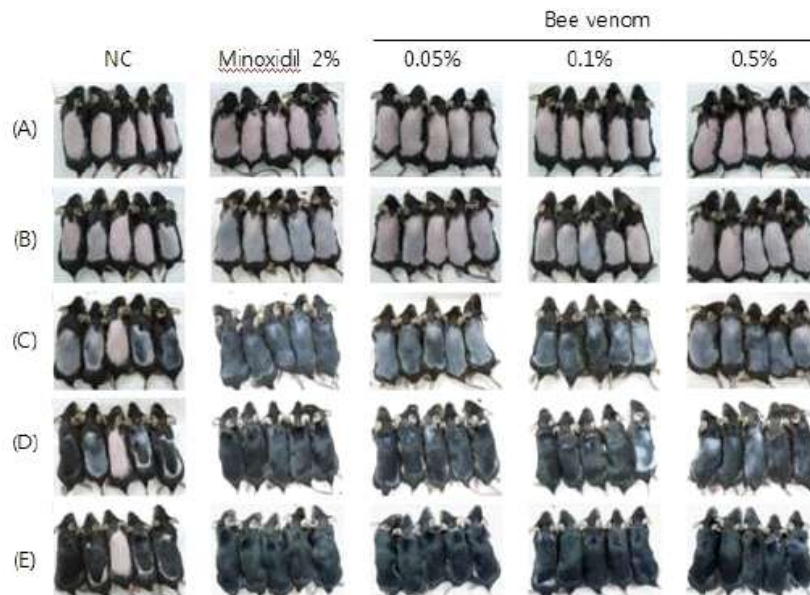 Bee venom
NC Minoxidil 2% 0.05% 0.1% 0.5%
(A)
(B)
(C)
(D)
(E)